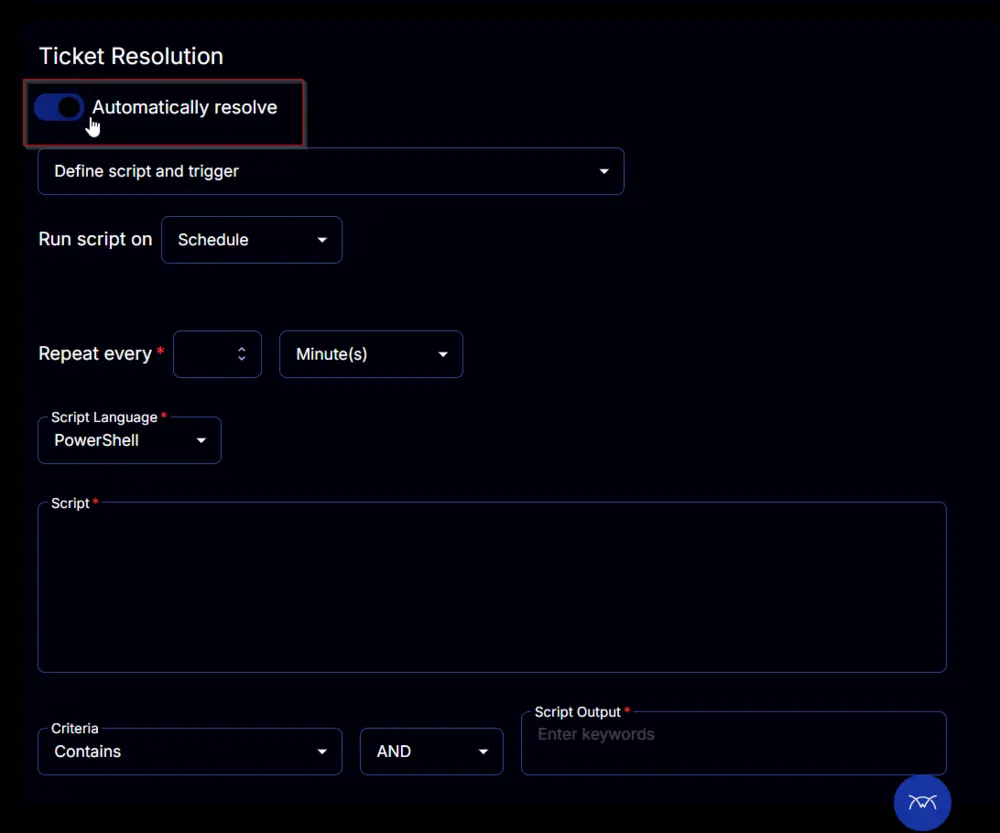 Ticket Resolution
Automatically resolve
Define script and trigger
Run script on Schedule
Repeat every * Minute(s)
Script Language *
PowerShell
Script *
Criteria
Contains
AND
Script Output *
Enter keywords